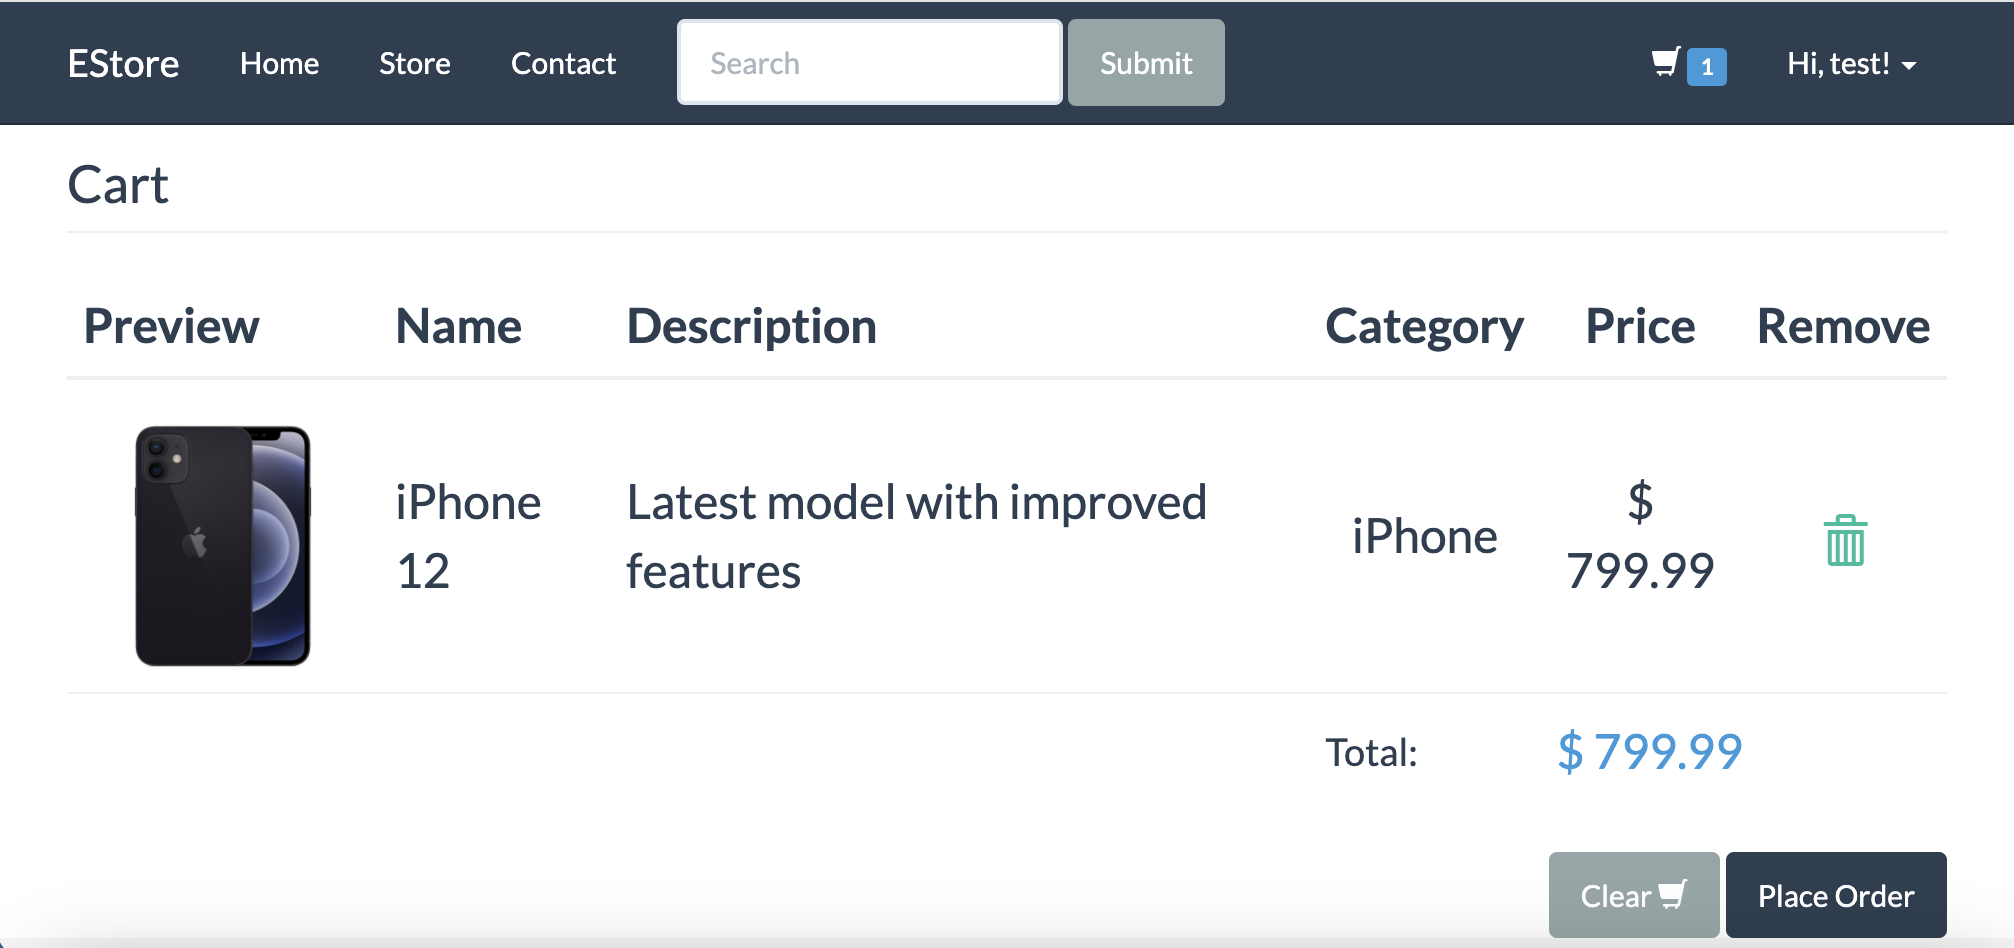 EStore Home Store Contact Search Submit 1 Hi, test!
Cart
Preview Name Description Category Price Remove
iPhone
12
Latest model with improved
features
iPhone
$
799.99
Total: $ 799.99
Clear Place Order